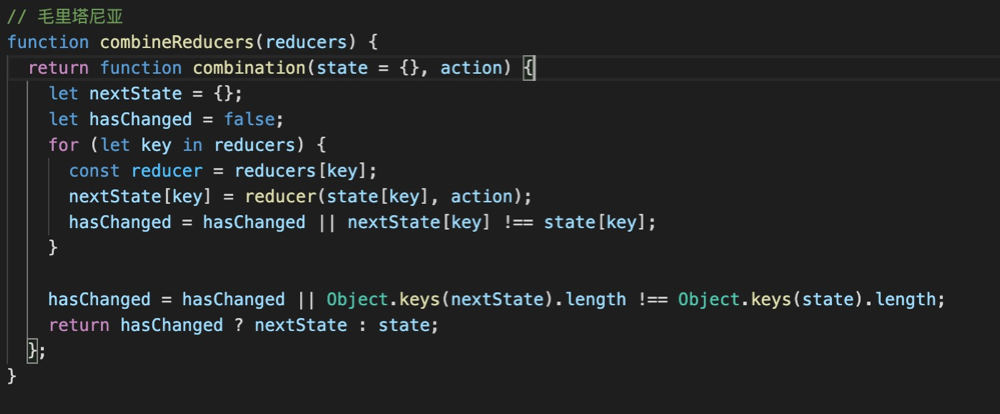 // 毛里塔尼亚
function combineReducers(reducers) {
  return function combination(state = {}, action) {
    let nextState = {};
    let hasChanged = false;
    for (let key in reducers) {
      const reducer = reducers[key];
      nextState[key] = reducer(state[key], action);
      hasChanged = hasChanged || nextState[key] !== state[key];
    }

    hasChanged = hasChanged || Object.keys(nextState).length !== Object.keys(state).length;
    return hasChanged ? nextState : state;
  };
}